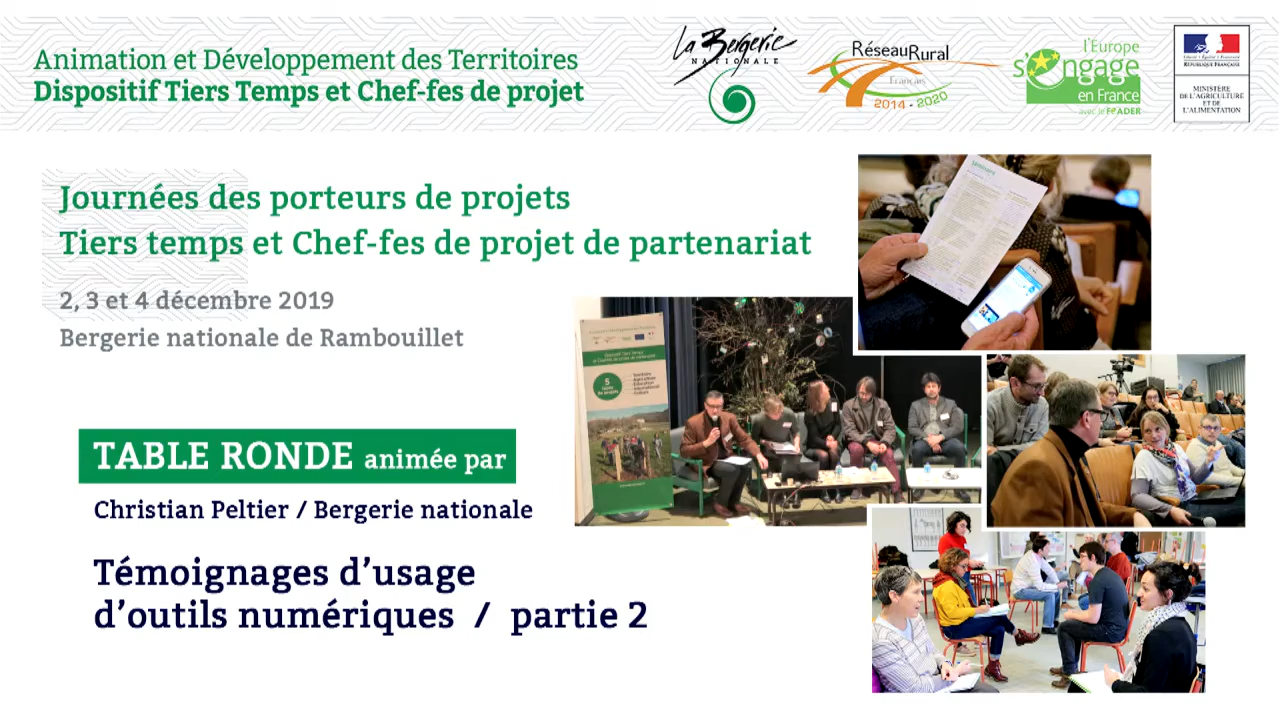 Animation et Développement des Territoires
Dispositif Tiers Temps et Chef-fes de projet
La Bergerie
NATIONALE
RéseauRural
Français
2014 - 2020
l'Europe
s'engage
en France
avec le FEADER
Liberté • Égalité • Fraternité
RÉPUBLIQUE FRANÇAISE
MINISTÈRE
DE L'AGRICULTURE
ET DE
L'ALIMENTATION
Journées des porteurs de projets
Tiers temps et Chef-fes de projet de partenariat
2, 3 et 4 décembre 2019
Bergerie nationale de Rambouillet
TABLE RONDE animée par
Christian Peltier / Bergerie nationale
Témoignages d'usage
d'outils numériques / partie 2